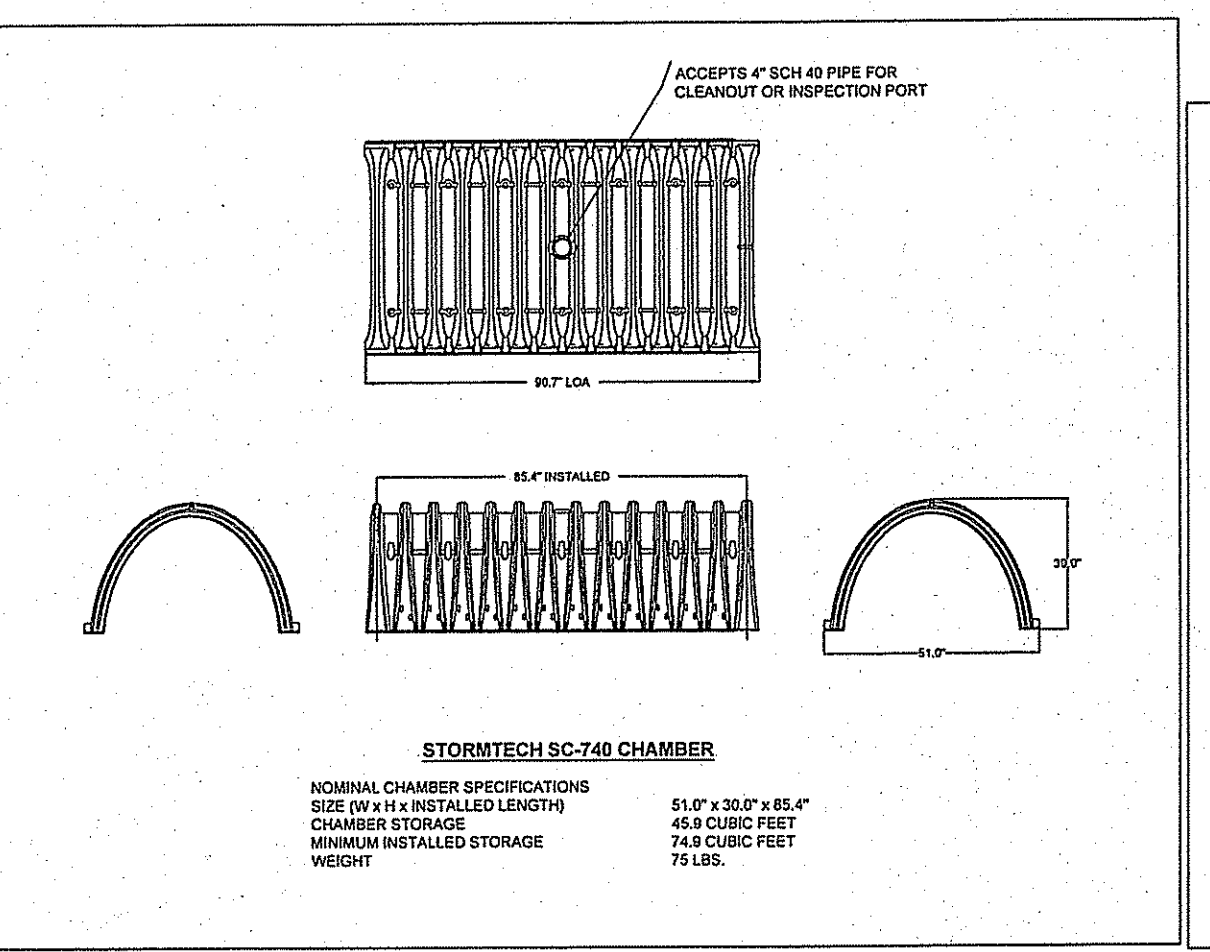 ACCEPTS 4" SCH 40 PIPE FOR
CLEANOUT OR INSPECTION PORT
90.7" LOA
85.4" INSTALLED
30.0"
51.0"
STORMTECH SC-740 CHAMBER
NOMINAL CHAMBER SPECIFICATIONS
SIZE (W x H x INSTALLED LENGTH) 51.0" x 30.0" x 85.4"
CHAMBER STORAGE 45.9 CUBIC FEET
MINIMUM INSTALLED STORAGE 74.9 CUBIC FEET
WEIGHT 75 LBS.